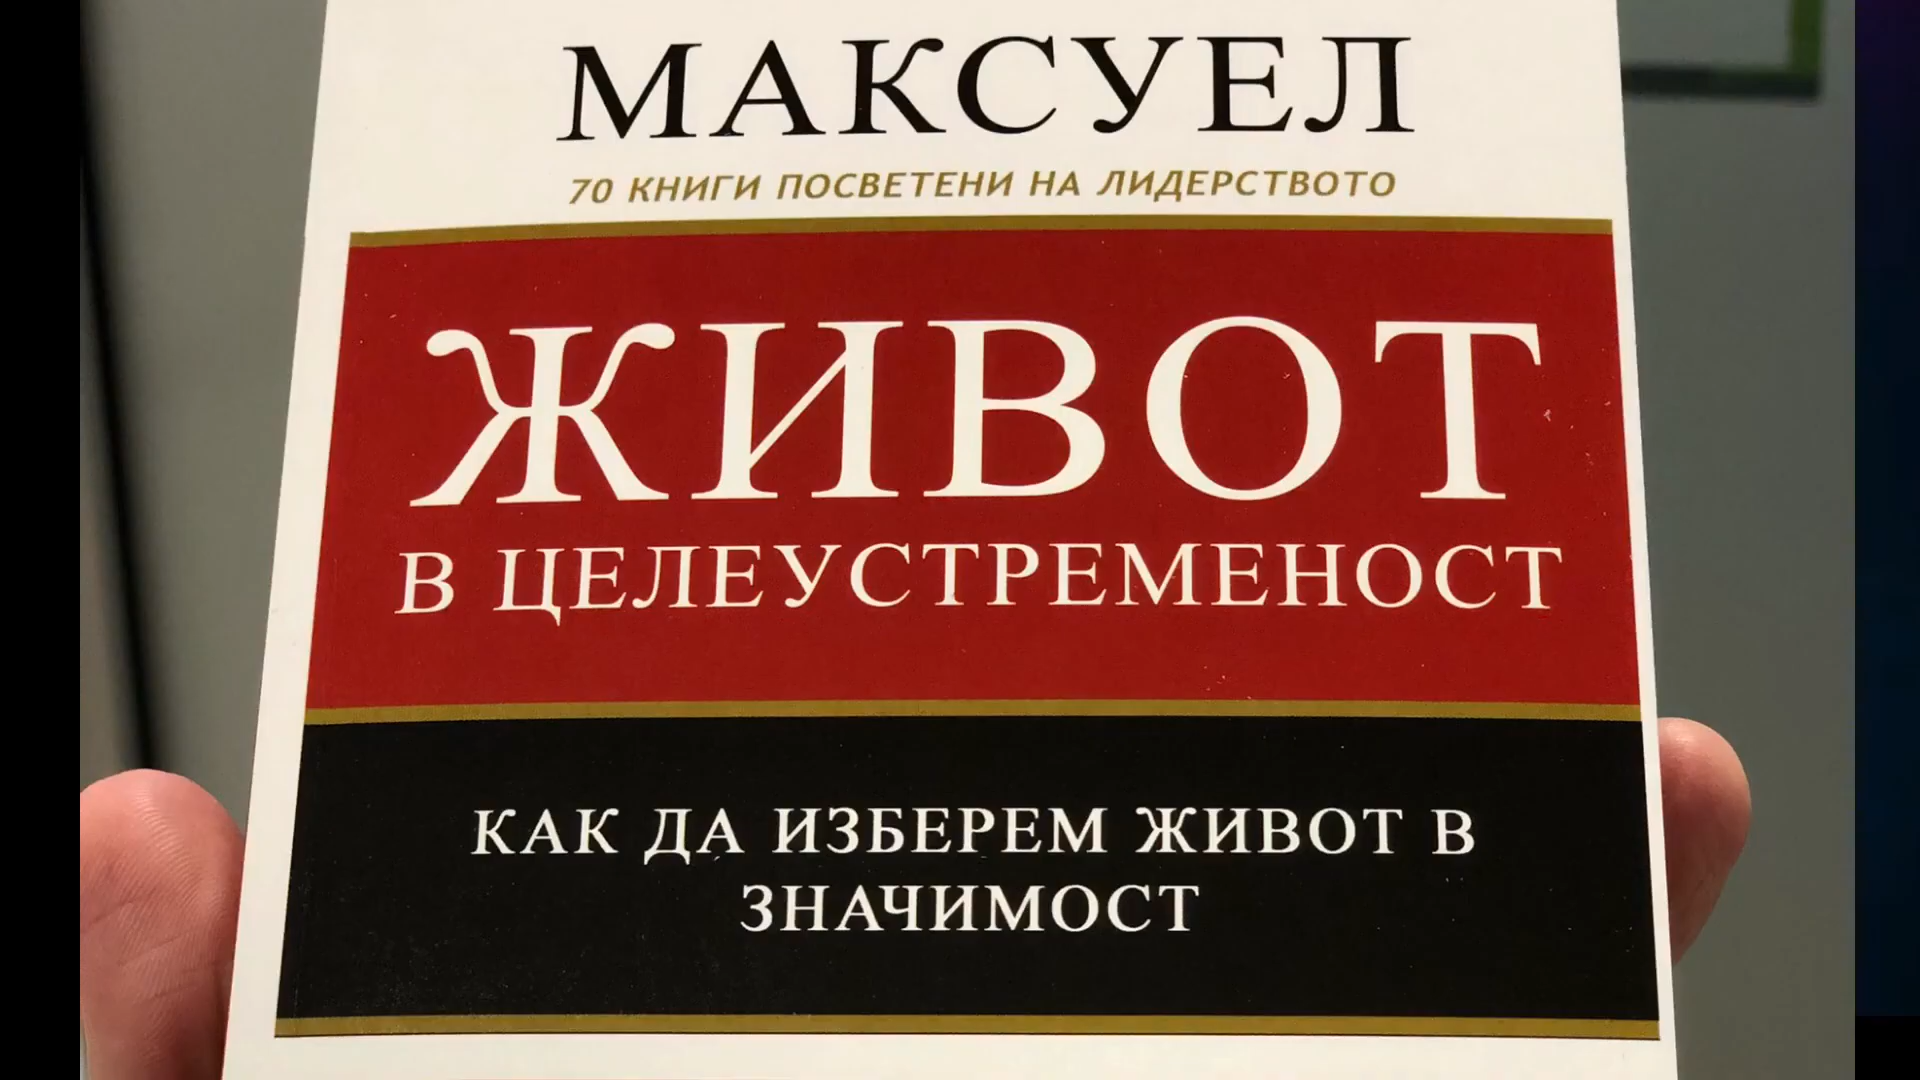 МАКСУЕЛ
70 КНИГИ ПОСВЕТЕНИ НА ЛИДЕРСТВОТО
ЖИВОТ
В ЦЕЛЕУСТРЕМЕНОСТ
КАК ДА ИЗБЕРЕМ ЖИВОТ В
ЗНАЧИМОСТ